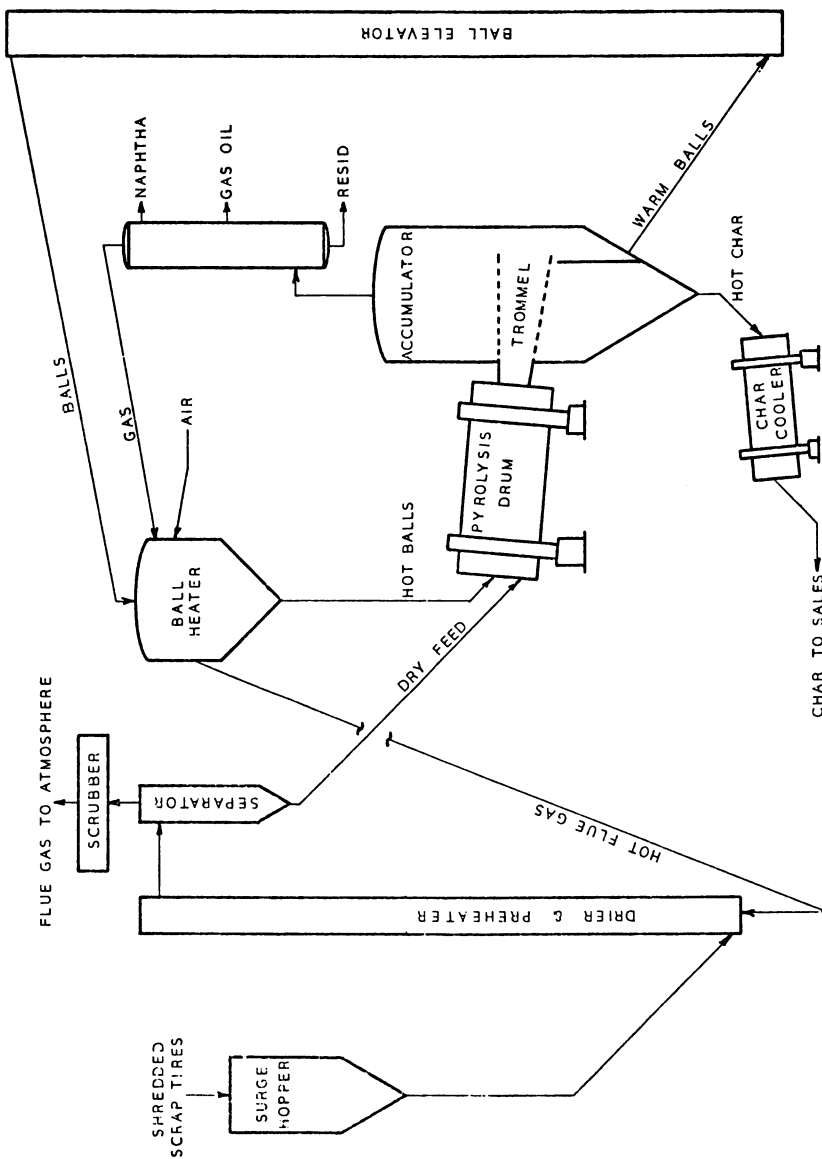 SHREDDED
SCRAP TIRES
SURGE
HOPPER
FLUE GAS TO ATMOSPHERE
SCRUBBER
SEPARATOR
DRIER & PREHEATER
HOT FLUE GAS
DRY FEED
BALLS
GAS
AIR
BALL
HEATER
HOT BALLS
PYROLYSIS
DRUM
NAPHTHA
GAS OIL
RESID
ACCUMULATOR
TROMMEL
WARM BALLS
BALL ELEVATOR
HOT CHAR
CHAR
COOLER
CHAR TO SALES